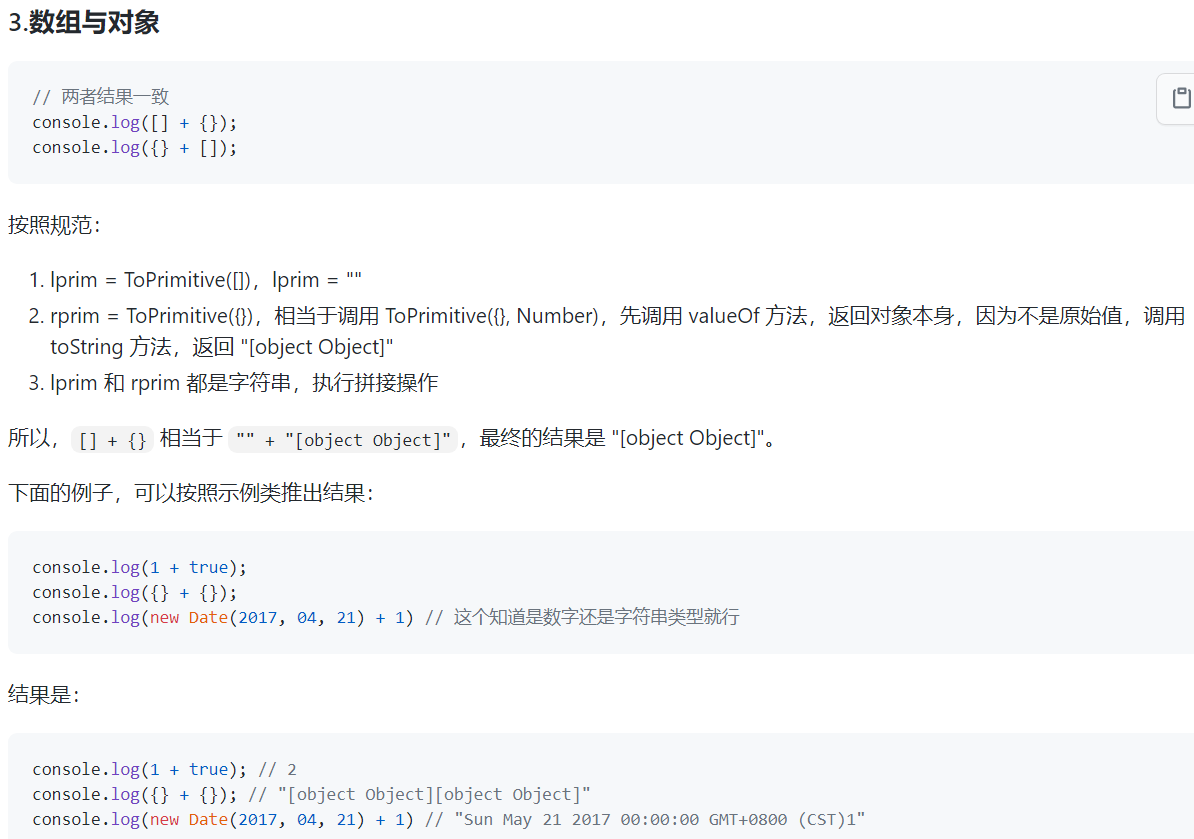 3.数组与对象
// 两者结果一致
console.log([] + {});
console.log({} + []);
按照规范：
1. lprim = ToPrimitive([])，lprim = ""
2. rprim = ToPrimitive({})，相当于调用 ToPrimitive({}, Number)，先调用 valueOf 方法，返回对象本身，因为不是原始值，调用
toString 方法，返回 "[object Object]"
3. lprim 和 rprim 都是字符串，执行拼接操作
所以，[] + {} 相当于 "" + "[object Object]"，最终的结果是 "[object Object]"。
下面的例子，可以按照示例类推出结果：
console.log(1 + true);
console.log({} + {});
console.log(new Date(2017, 04, 21) + 1) // 这个知道是数字还是字符串类型就行
结果是：
console.log(1 + true); // 2
console.log({} + {}); // "[object Object][object Object]"
console.log(new Date(2017, 04, 21) + 1) // "Sun May 21 2017 00:00:00 GMT+0800 (CST)1"